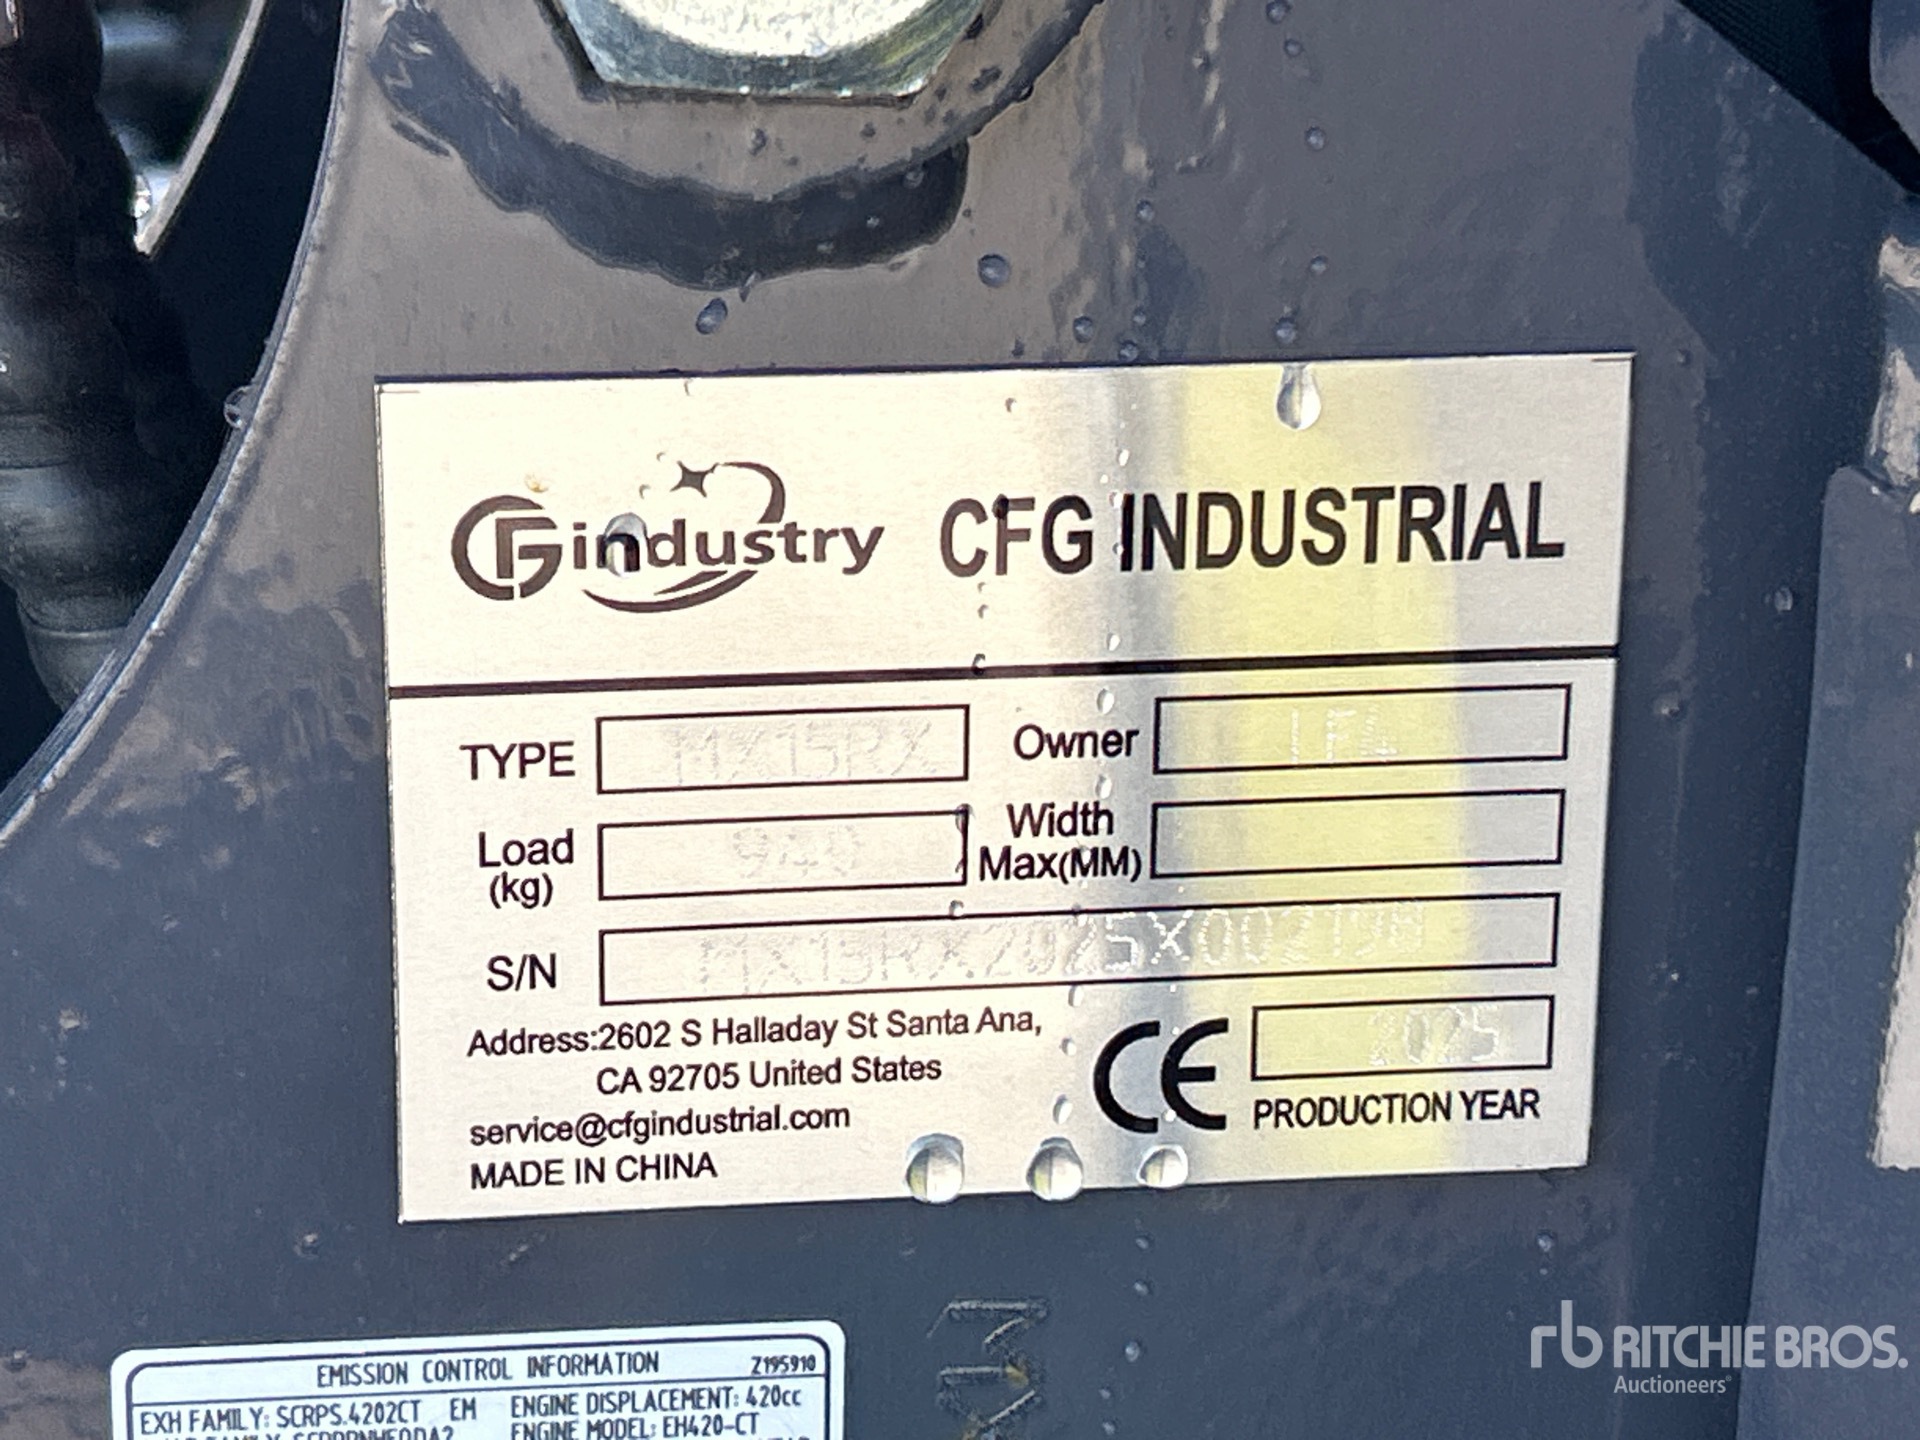 CFGindustry CFG INDUSTRIAL
TYPE MX15RX Owner
Load (kg) 948 Width Max(MM)
S/N
Address:2602 S Halladay St Santa Ana,
CA 92705 United States
service@cfgindustrial.com
MADE IN CHINA
CE 2025
PRODUCTION YEAR
EMISSION CONTROL INFORMATION Z195910
EXH FAMILY: SCRPS.4202CT EM ENGINE DISPLACEMENT: 420cc
ENGINE MODEL: EH420-CT
rb RITCHIE BROS.
Auctioneers